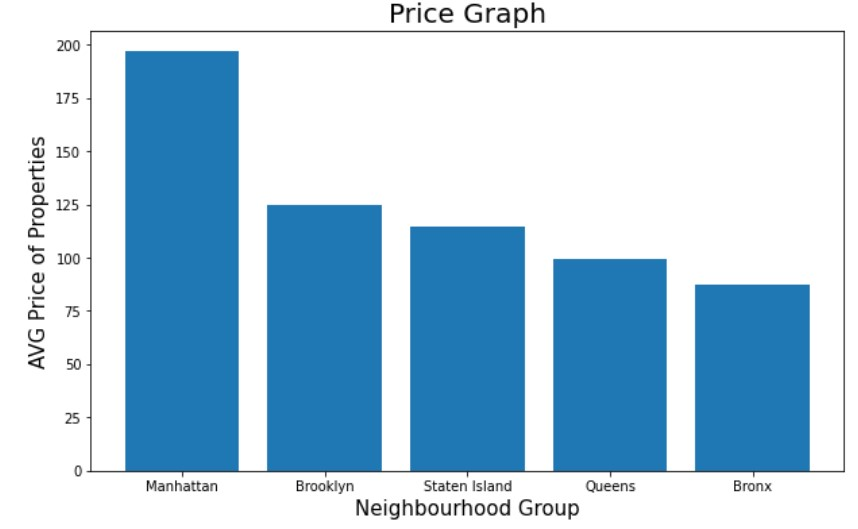 Price Graph
AVG Price of Properties
200
175
150
125
100
75
50
25
0
Manhattan Brooklyn Staten Island Queens Bronx
Neighbourhood Group